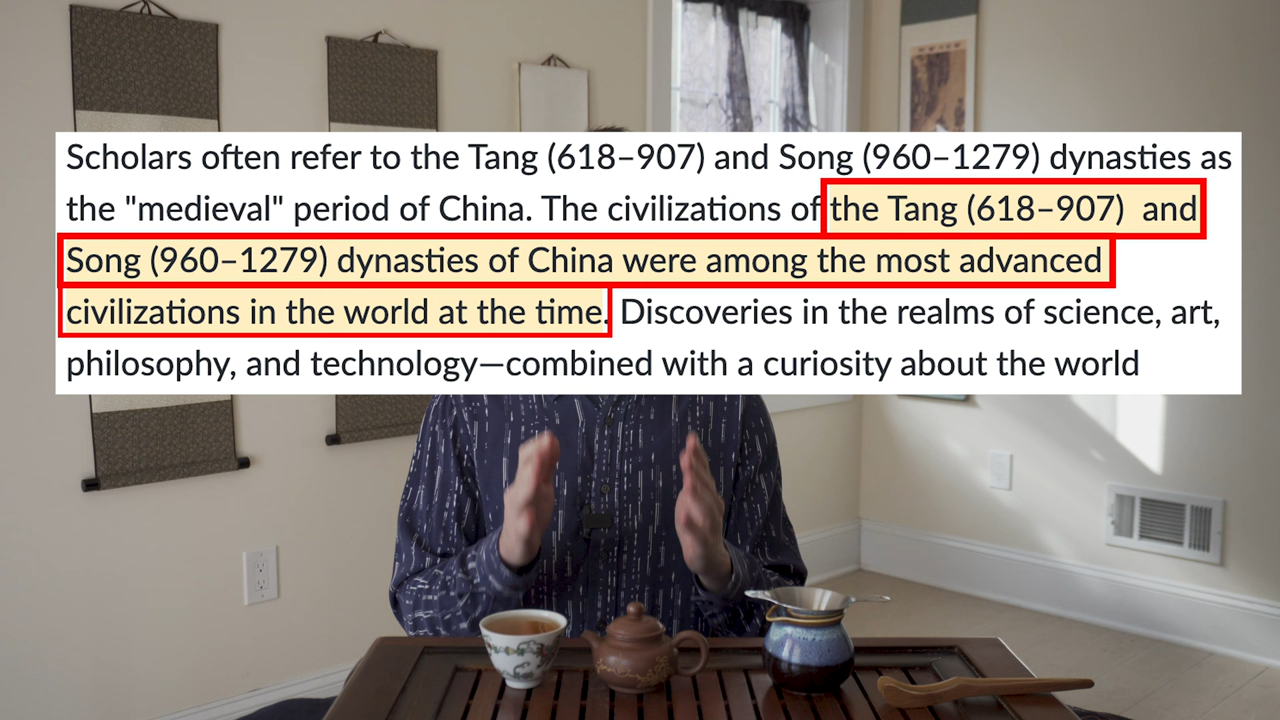 Scholars often refer to the Tang (618–907) and Song (960–1279) dynasties as
the "medieval" period of China. The civilizations of the Tang (618–907)  and
Song (960–1279) dynasties of China were among the most advanced
civilizations in the world at the time. Discoveries in the realms of science, art,
philosophy, and technology—combined with a curiosity about the world